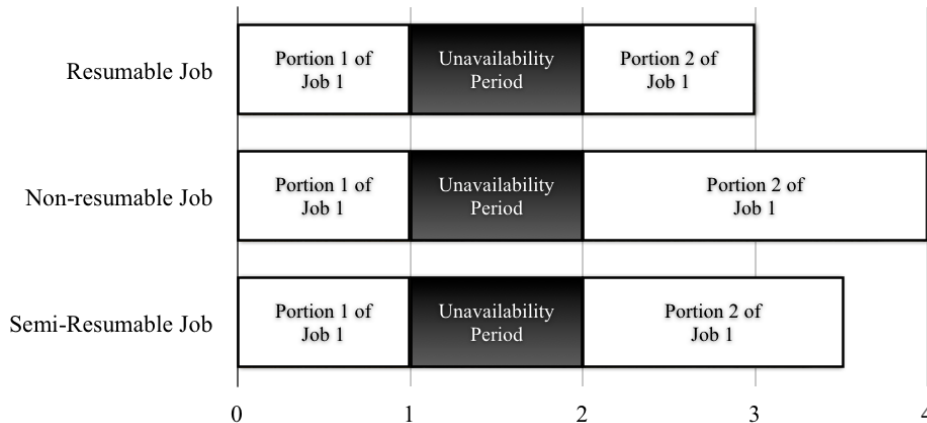 Resumable Job
Portion 1 of
Job 1
Unavailability
Period
Portion 2 of
Job 1
Non-resumable Job
Portion 1 of
Job 1
Unavailability
Period
Portion 2 of
Job 1
Semi-Resumable Job
Portion 1 of
Job 1
Unavailability
Period
Portion 2 of
Job 1
0 1 2 3 4